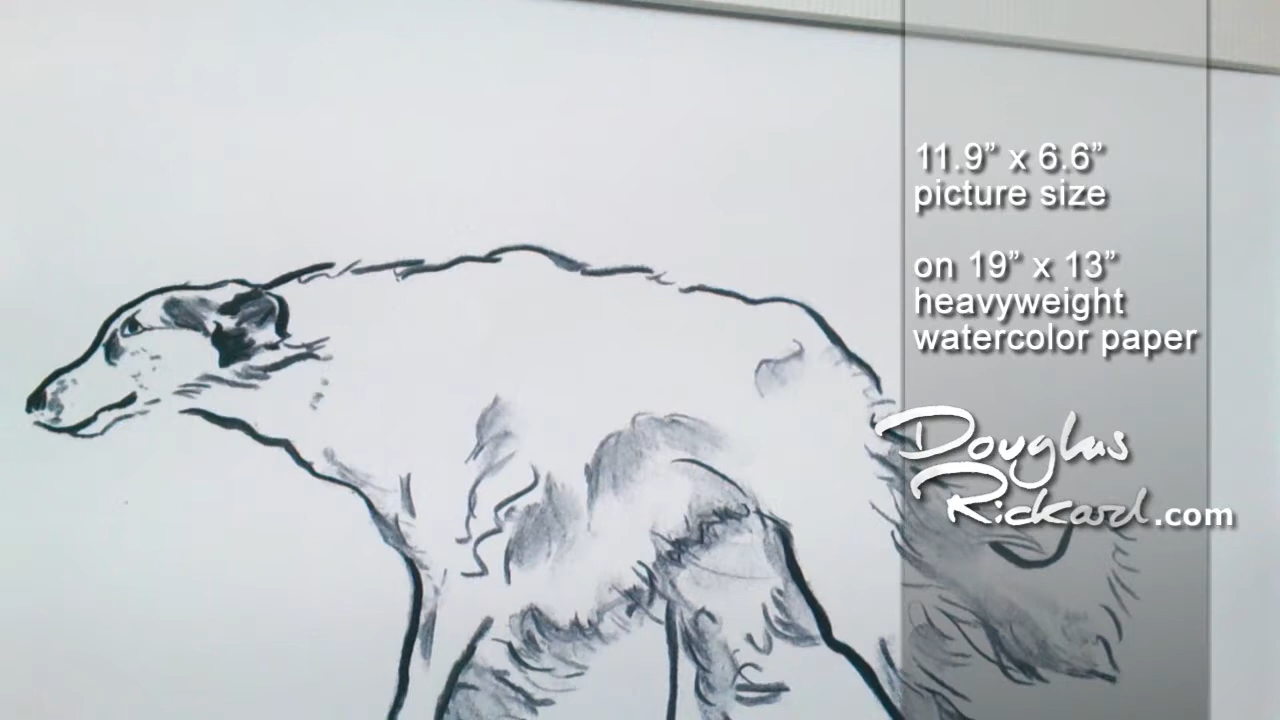 11.9” x 6.6”
picture size
on 19” x 13”
heavyweight
watercolor paper
Douglas
Rickard.com